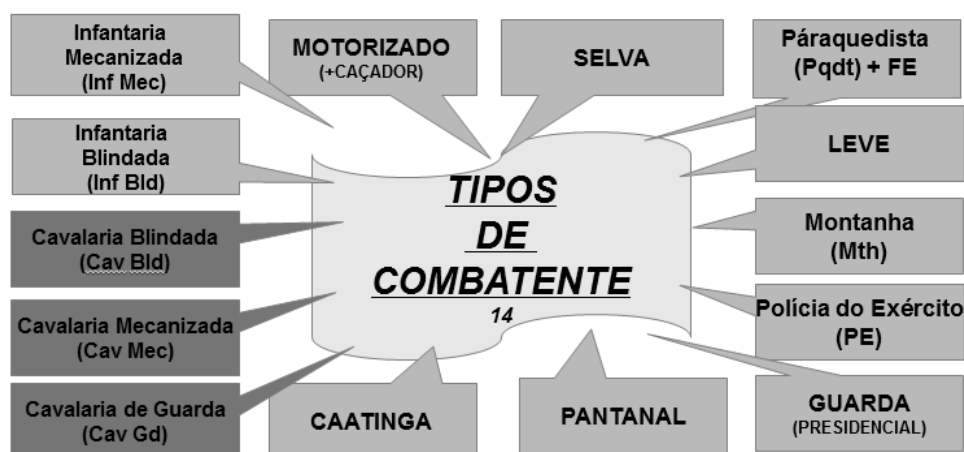 Infantaria
Mecanizada
(Inf Mec)
MOTORIZADO
(+CAÇADOR)
SELVA
Páraquedista
(Pqdt) + FE
Infantaria
Blindada
(Inf Bld)
LEVE
Cavalaria Blindada
(Cav Bld)
TIPOS
DE
COMBATENTE
14
Montanha
(Mth)
Cavalaria Mecanizada
(Cav Mec)
Polícia do Exército
(PE)
Cavalaria de Guarda
(Cav Gd)
CAATINGA
PANTANAL
GUARDA
(PRESIDENCIAL)